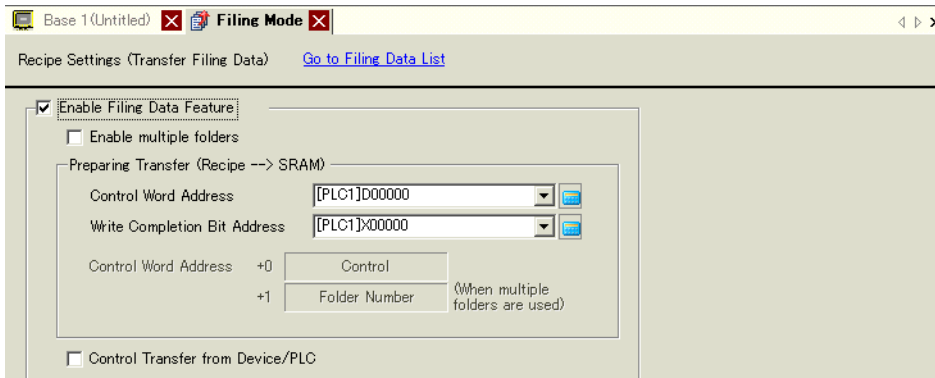 Base 1(Untitled) Filing Mode
Recipe Settings (Transfer Filing Data) Go to Filing Data List
Enable Filing Data Feature
Enable multiple folders
Preparing Transfer (Recipe --> SRAM)
Control Word Address [PLC1]D00000
Write Completion Bit Address [PLC1]X00000
Control Word Address +0 Control
+1 Folder Number (When multiple
folders are used)
Control Transfer from Device/PLC